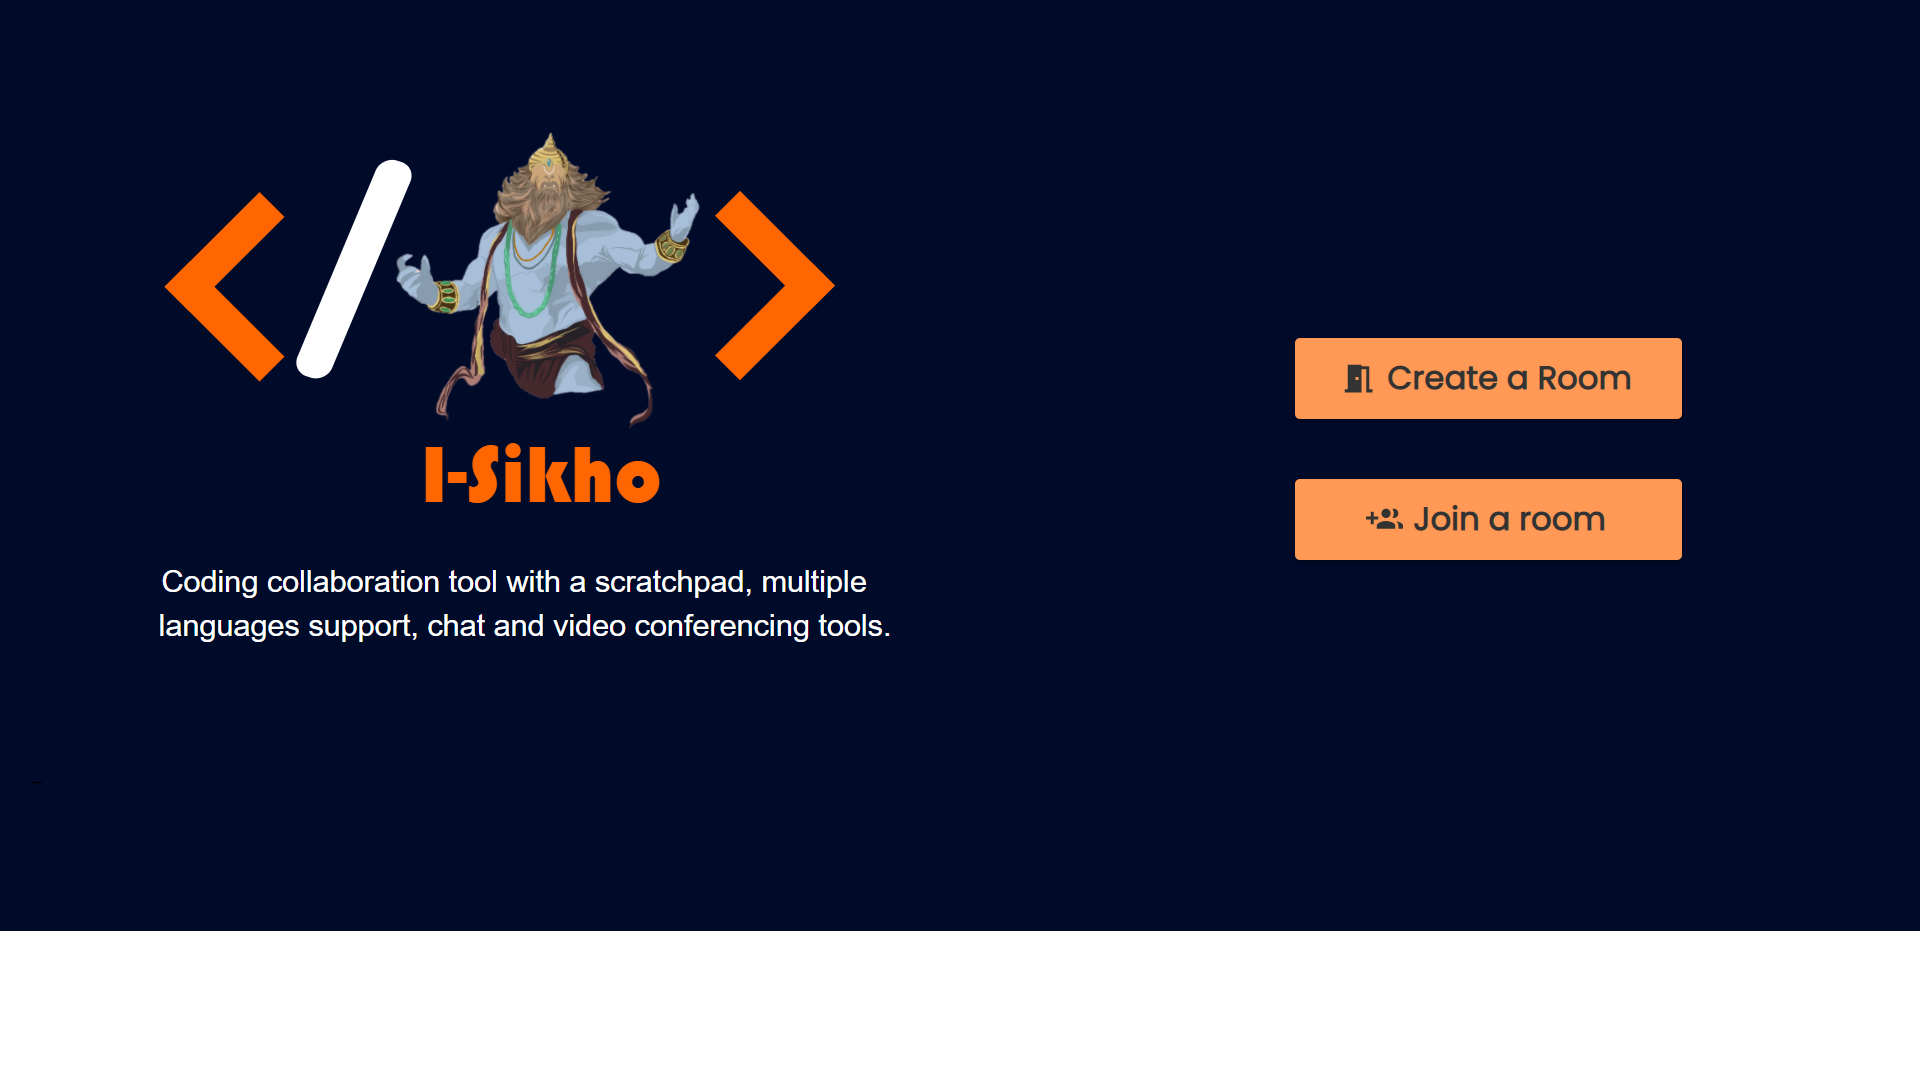 I-Sikho
Coding collaboration tool with a scratchpad, multiple
languages support, chat and video conferencing tools.
Create a Room
Join a room